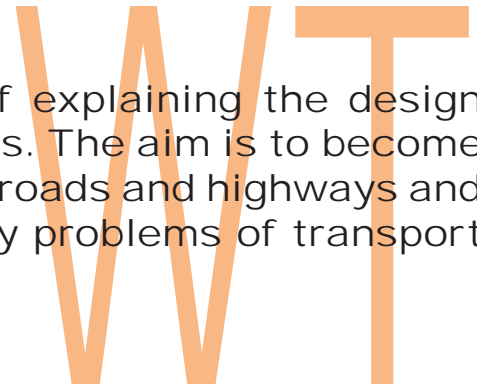 WT
f explaining the design
s. The aim is to become
roads and highways and
y problems of transport